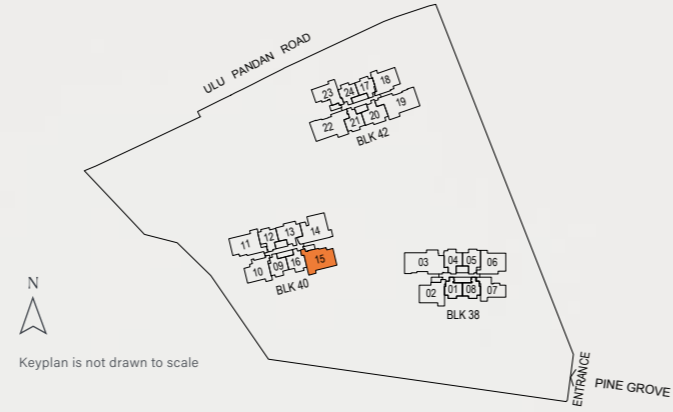 ULU PANDAN ROAD
23 24 17 18
22 21 20 19
BLK 42
11 12 13 14
10 09 16 15
BLK 40
03 04 05 06
02 01 08 07
BLK 38
N
Keyplan is not drawn to scale
ENTRANCE
PINE GROVE